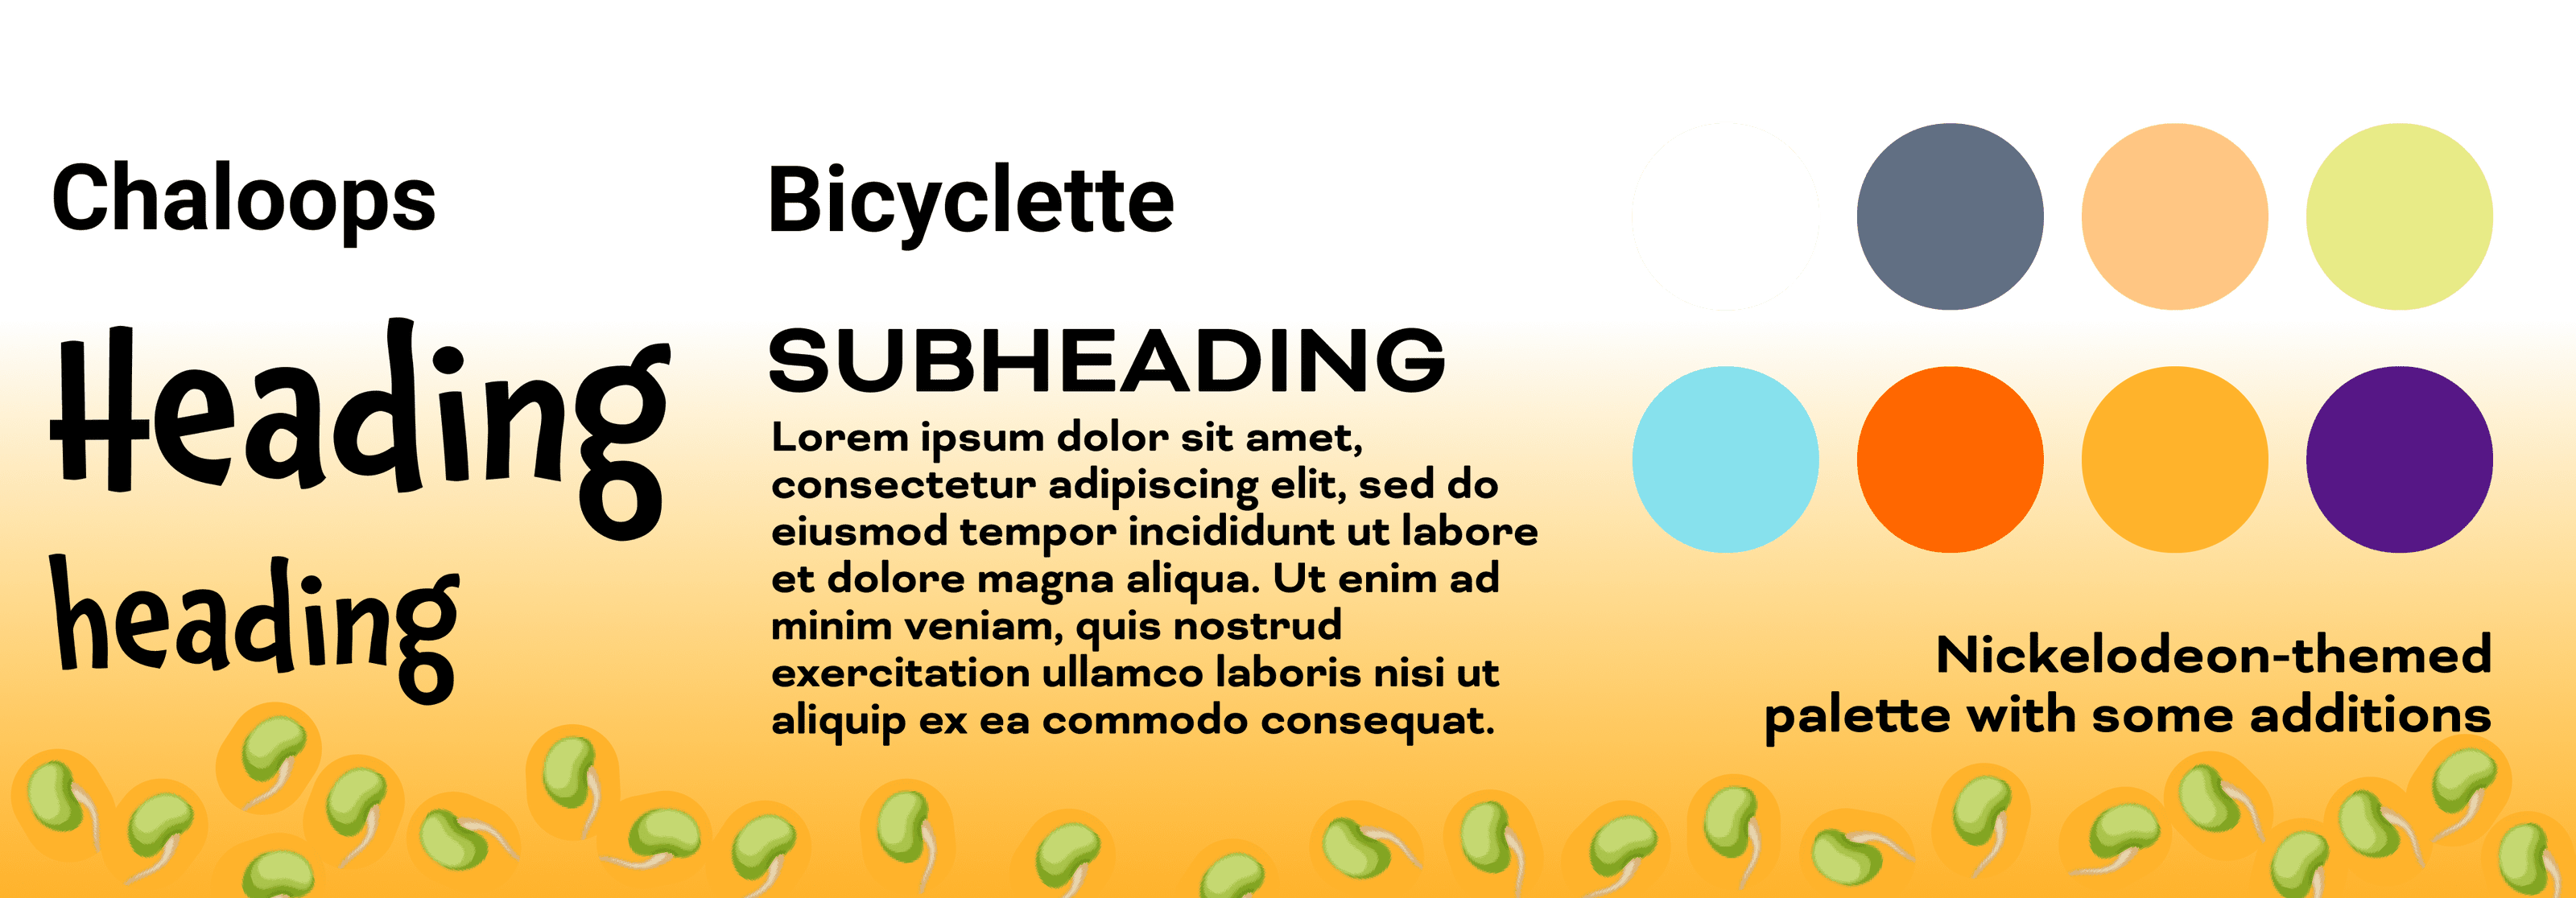 Chaloops
Heading
heading
Bicyclette
SUBHEADING
Lorem ipsum dolor sit amet,
consectetur adipiscing elit, sed do
eiusmod tempor incididunt ut labore
et dolore magna aliqua. Ut enim ad
minim veniam, quis nostrud
exercitation ullamco laboris nisi ut
aliquip ex ea commodo consequat.
Nickelodeon-themed
palette with some additions